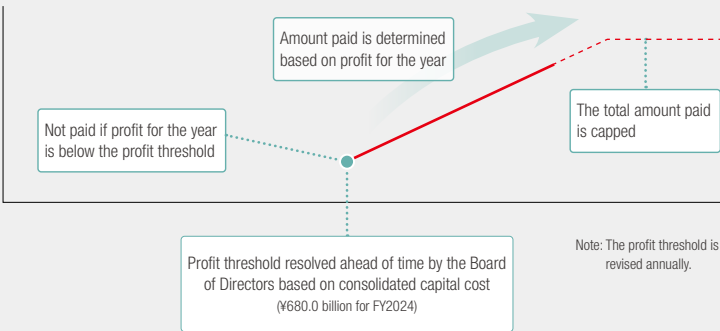 Amount paid is determined
based on profit for the year
The total amount paid
is capped
Not paid if profit for the year
is below the profit threshold
Profit threshold resolved ahead of time by the Board
of Directors based on consolidated capital cost
(¥680.0 billion for FY2024)
Note: The profit threshold is
revised annually.